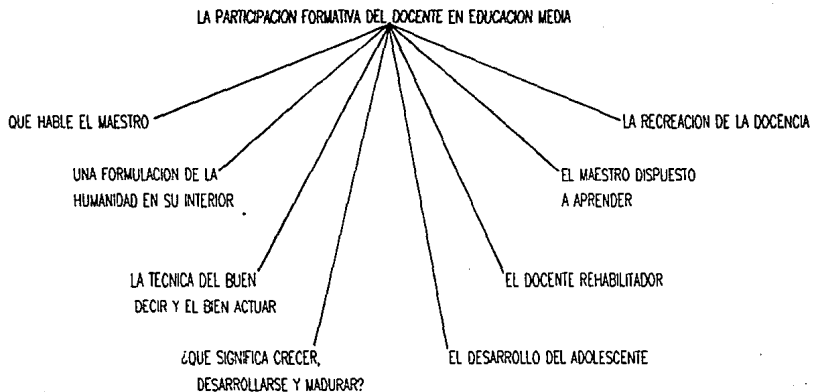 LA PARTICIPACION FORMATIVA DEL DOCENTE EN EDUCACION MEDIA
QUE HABLE EL MAESTRO
UNA FORMULACION DE LA
HUMANIDAD EN SU INTERIOR
LA TECNICA DEL BUEN
DECIR Y EL BIEN ACTUAR
¿QUE SIGNIFICA CRECER,
DESARROLLARSE Y MADURAR?
EL DESARROLLO DEL ADOLESCENTE
EL DOCENTE REHABILITADOR
EL MAESTRO DISPUESTO
A APRENDER
LA RECREACION DE LA DOCENCIA